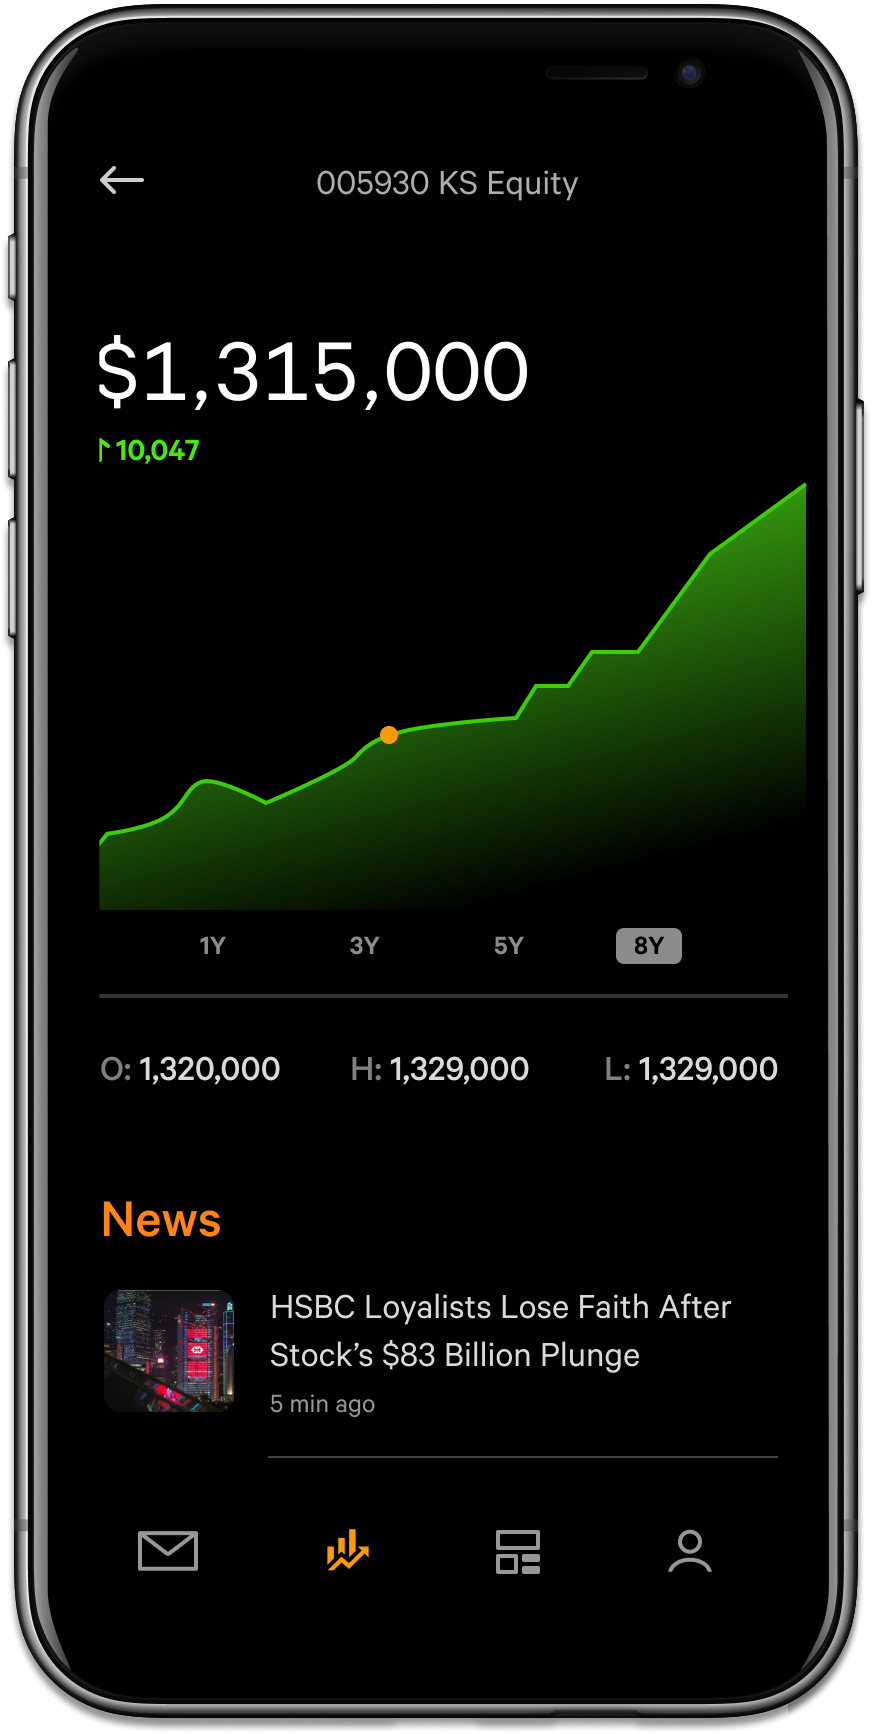 005930 KS Equity
$1,315,000
10,047
1Y 3Y 5Y 8Y
O: 1,320,000 H: 1,329,000 L: 1,329,000
News
HSBC Loyalists Lose Faith After
Stock’s $83 Billion Plunge
5 min ago